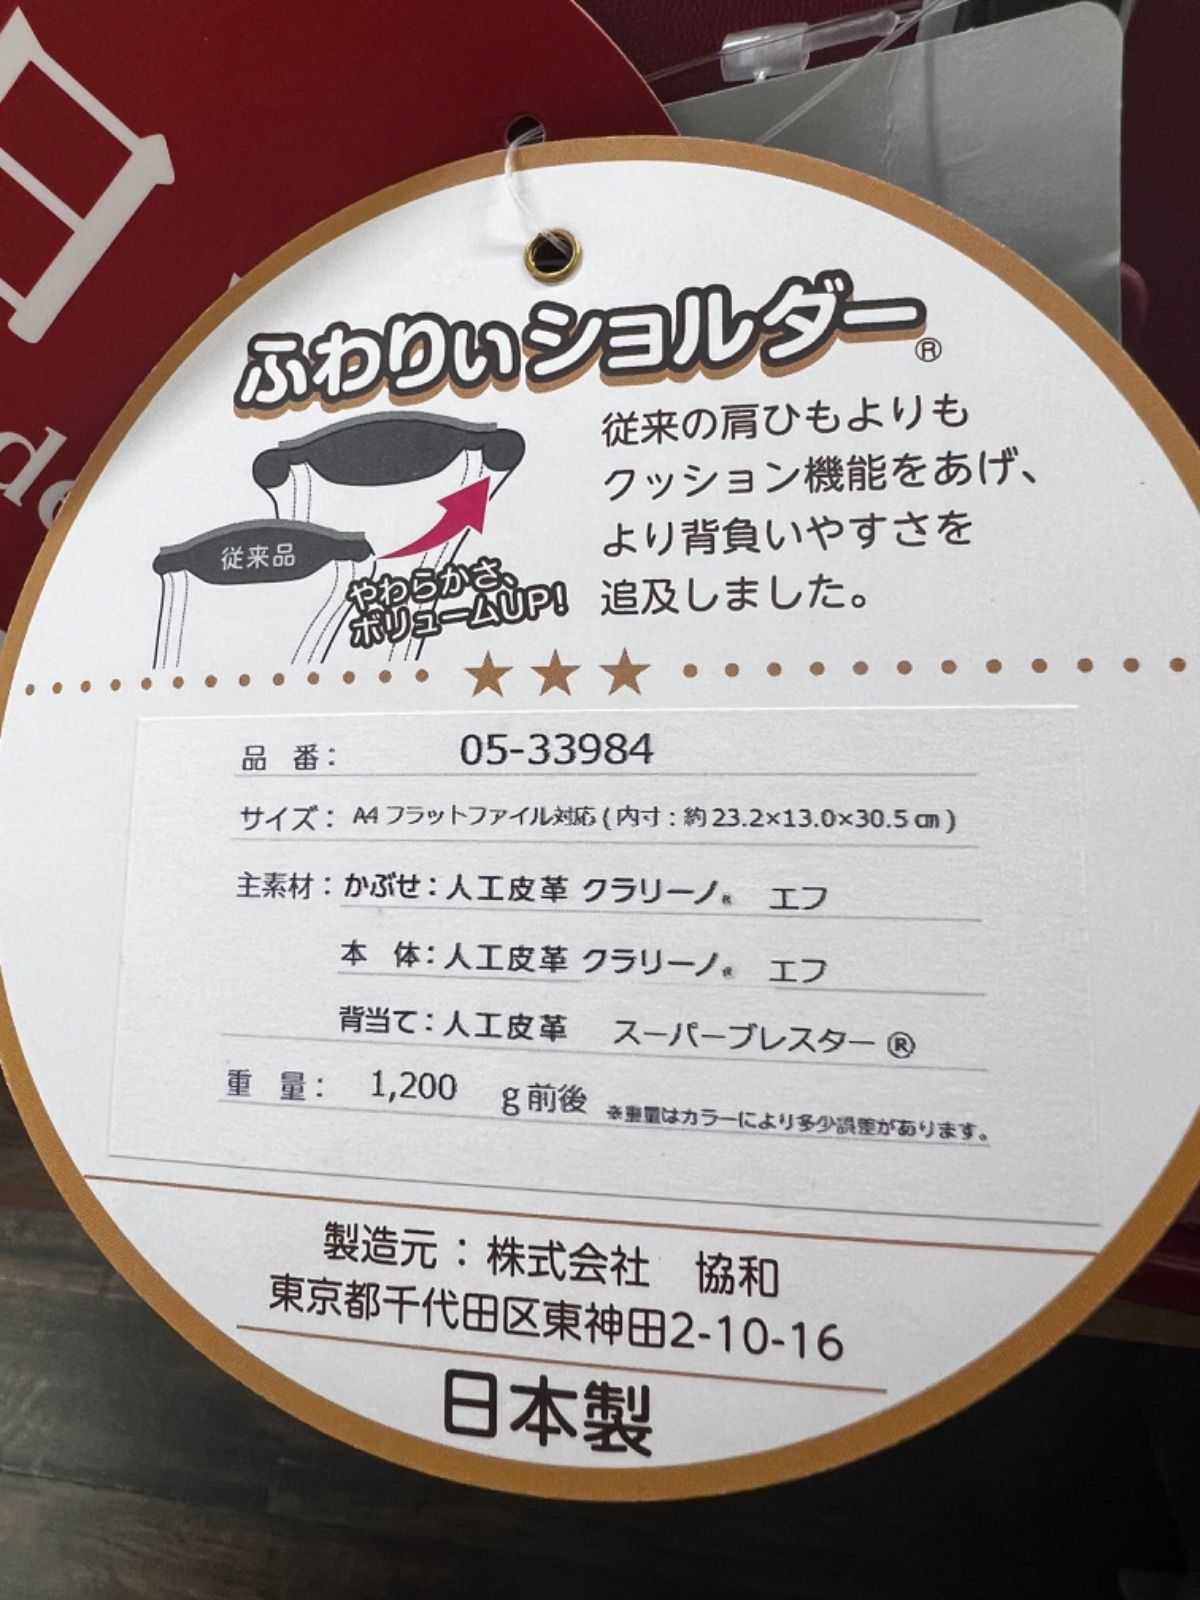 日
de
ふわりぃショルダー®
従来の肩ひもよりも
クッション機能をあげ、
より背負いやすさを
追及しました。
従来品
やわらかさ、
ボリュームUP!
品 番: 05-33984
サイズ: A4 フラットファイル対応 ( 内寸 : 約 23.2×13.0×30.5 ㎝ )
主素材: かぶせ: 人工皮革 クラリーノ® エフ
本 体: 人工皮革 クラリーノ® エフ
背当て: 人工皮革 スーパーブレスター ®
重 量: 1,200 g 前後 ※重量はカラーにより多少誤差があります。
製造元 : 株式会社 協和
東京都千代田区東神田2-10-16
日本製